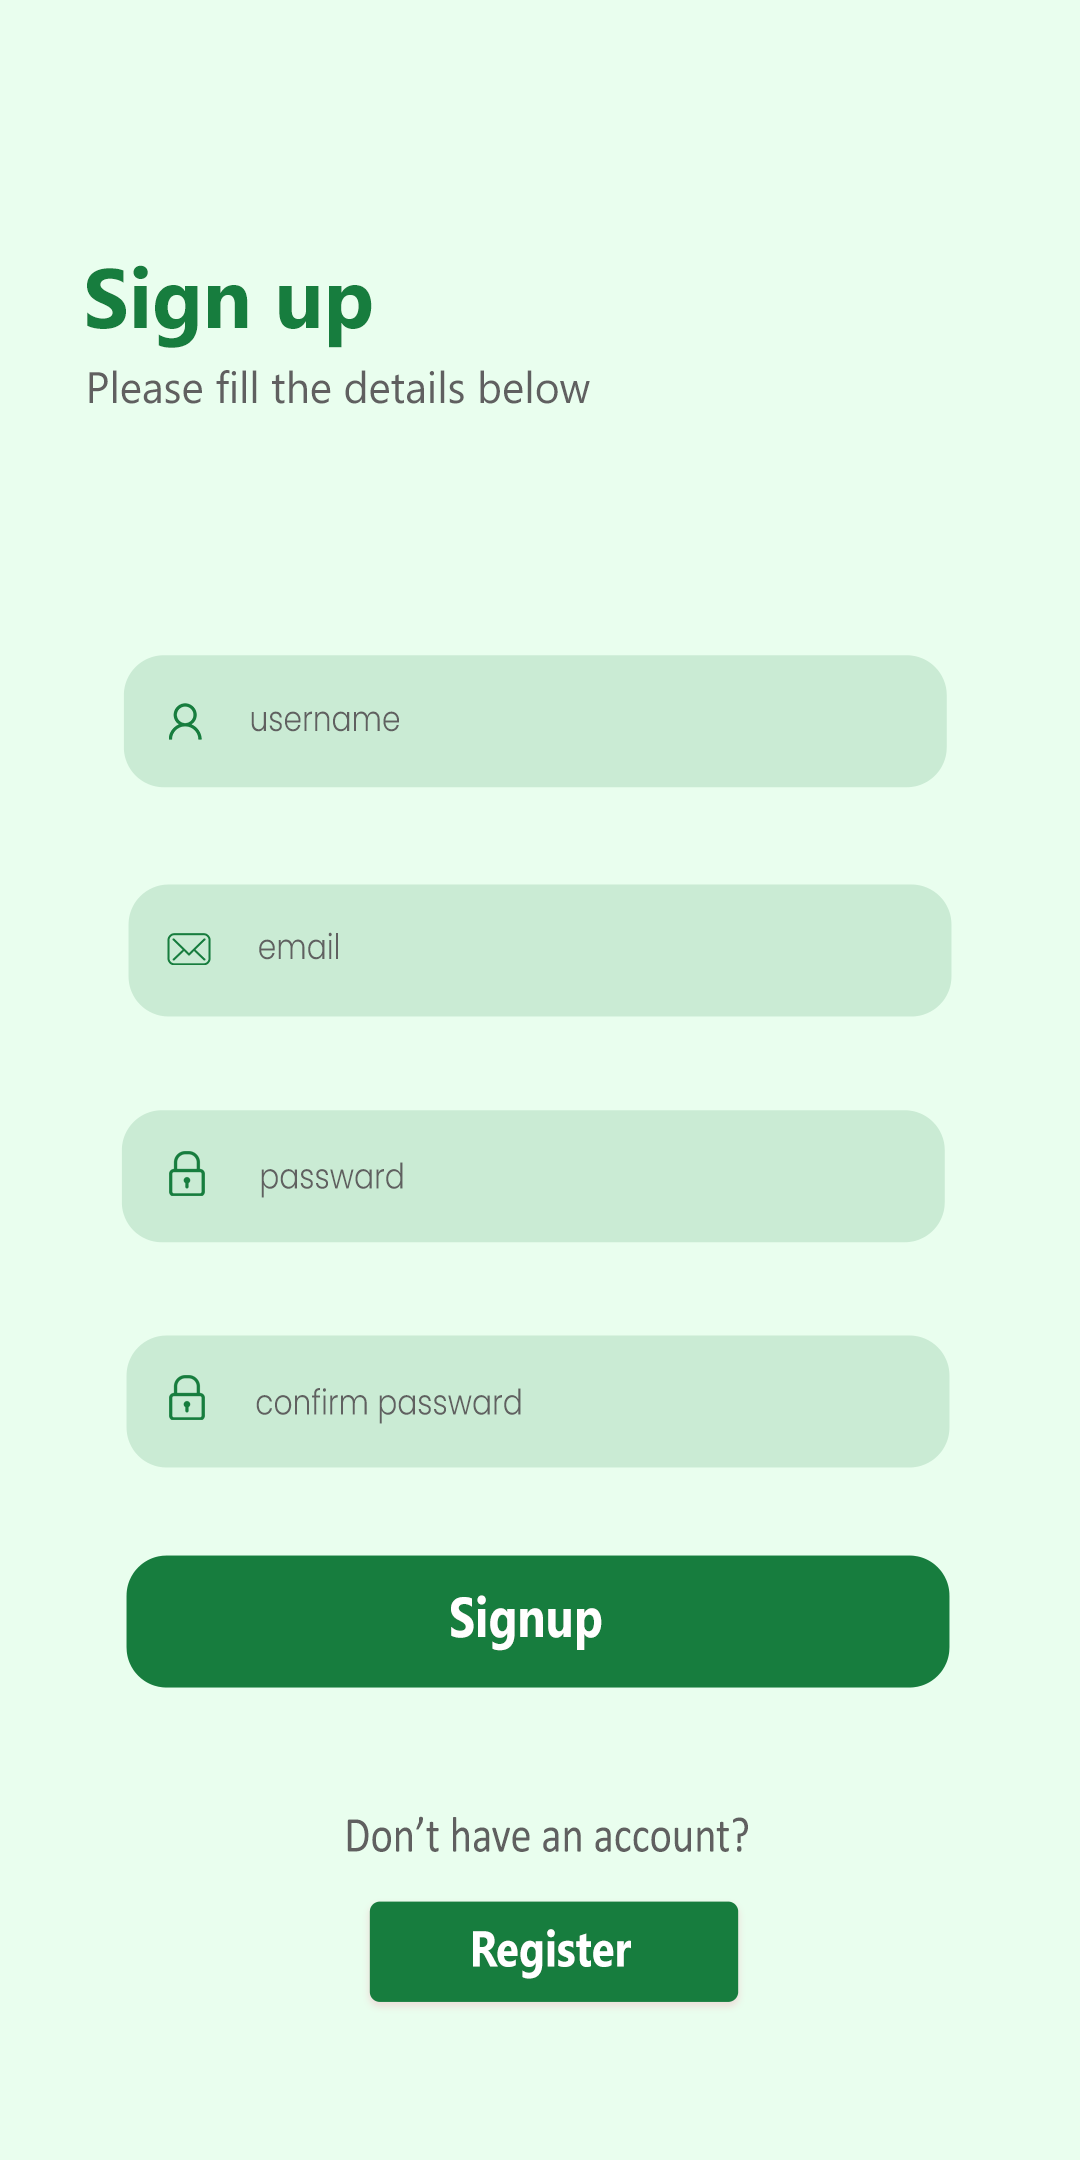 Sign up
Please fill the details below
username
email
passward
confirm passward
Signup
Don’t have an account?
Register